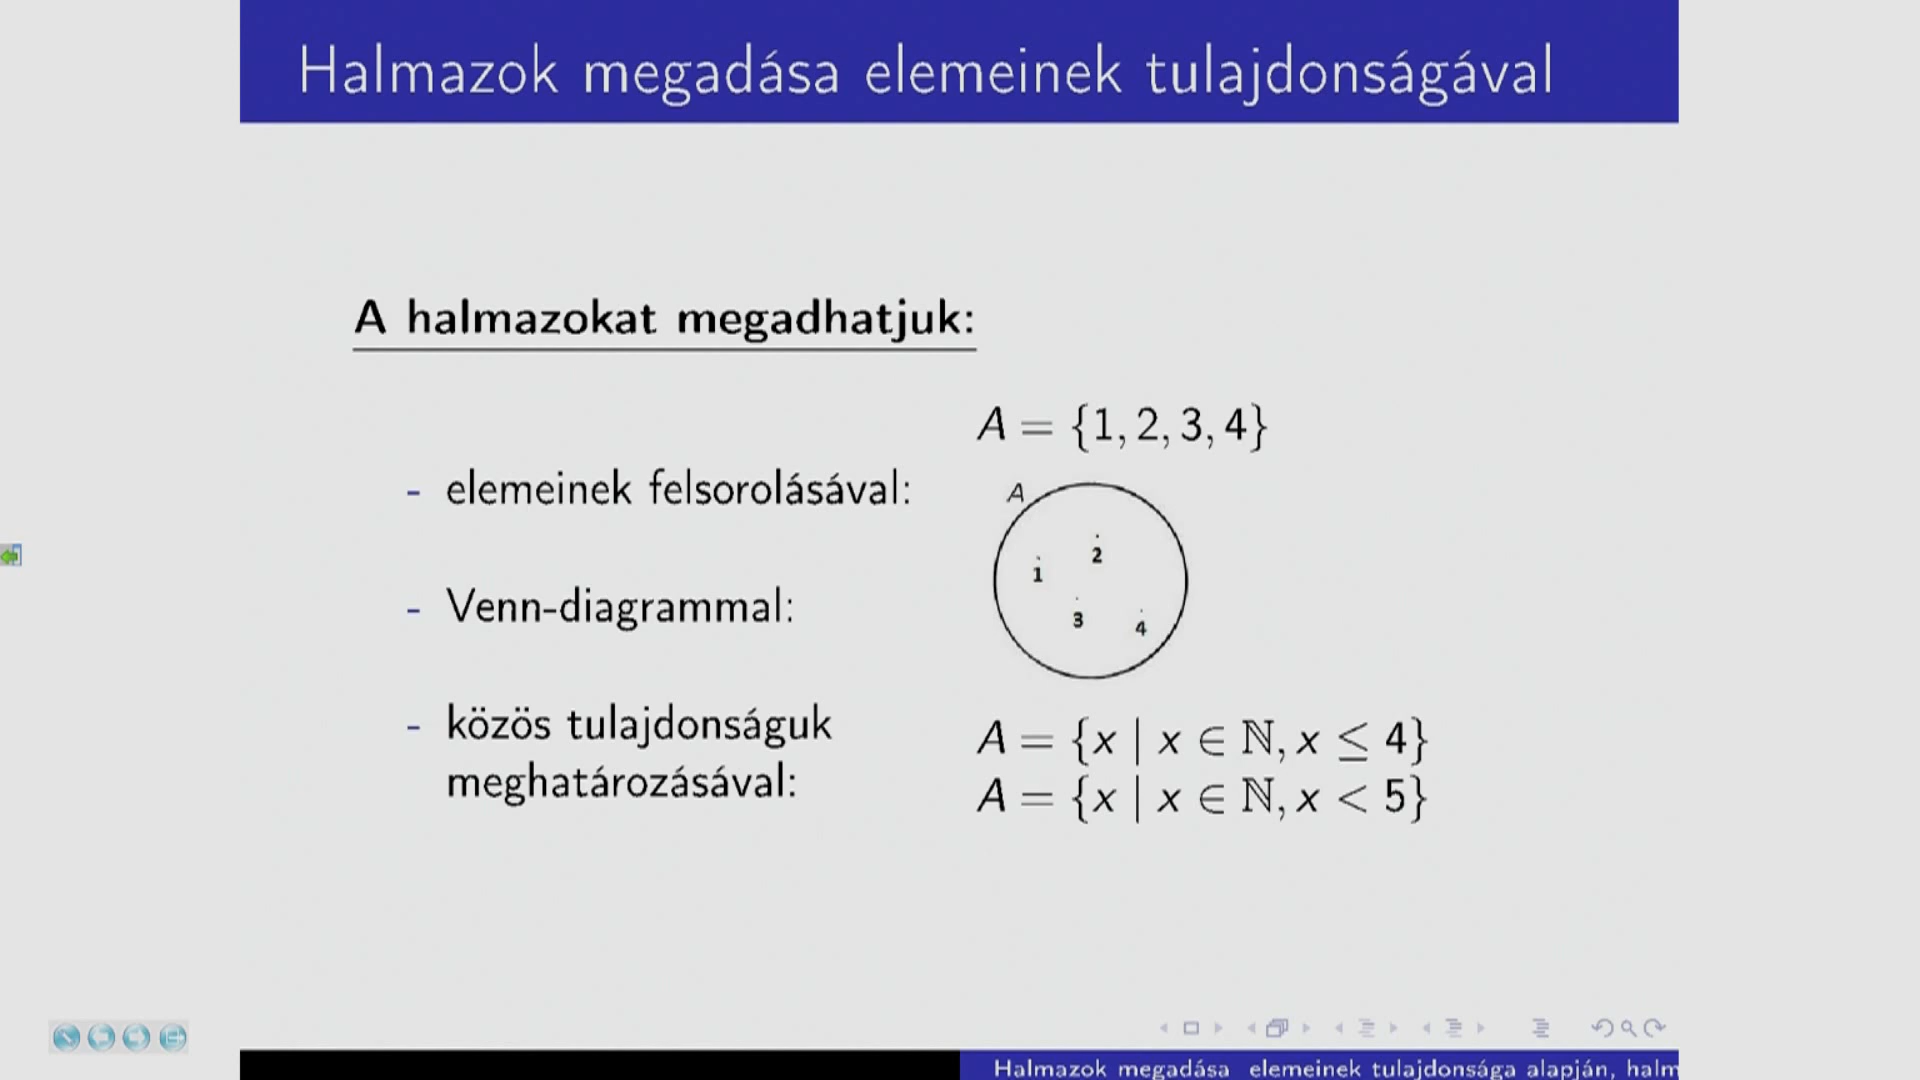 Halmazok megadása elemeinek tulajdonságával
A halmazokat megadhatjuk:
- elemeinek felsorolásával:
A = {1, 2, 3, 4}
- Venn-diagrammal:
A
1
2
3
4
- közös tulajdonságuk
meghatározásával:
A = {x | x ∈ ℕ, x ≤ 4}
A = {x | x ∈ ℕ, x < 5}
Halmazok megadása elemeinek tulajdonsága alapján, halm